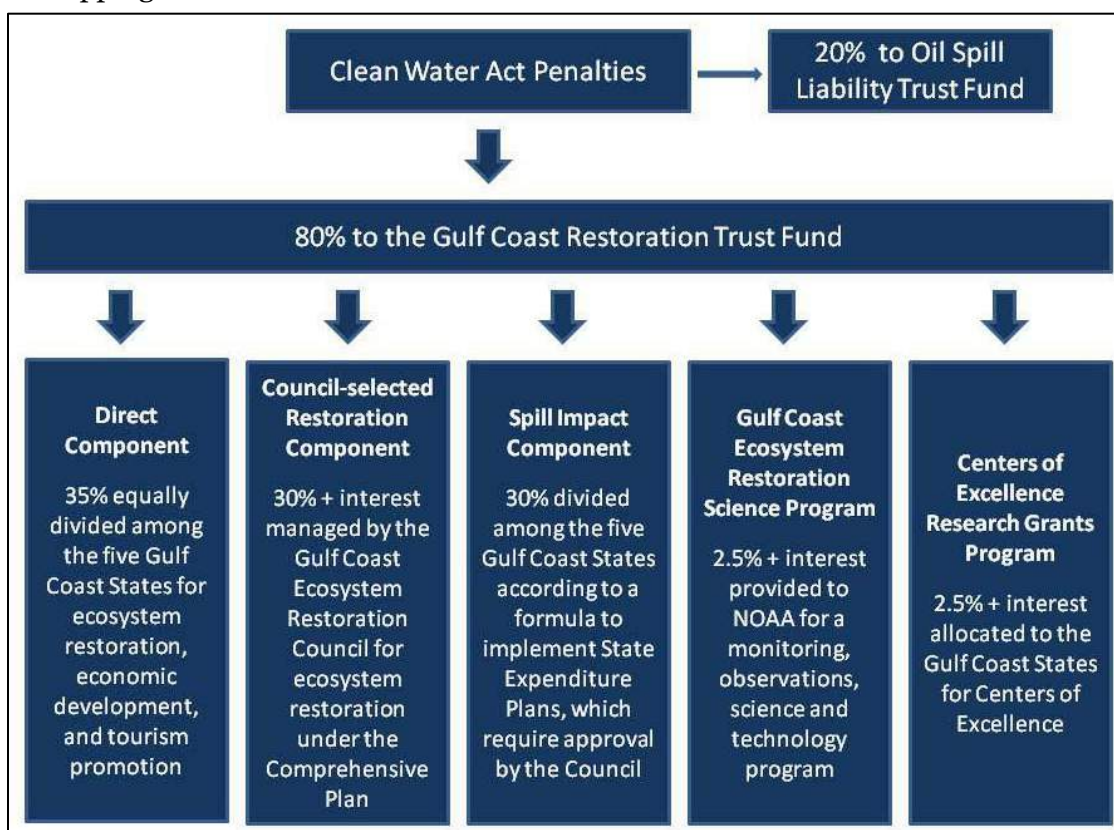 Clean Water Act Penalties
20% to Oil Spill
Liability Trust Fund
80% to the Gulf Coast Restoration Trust Fund
Direct
Component
35% equally
divided among
the five Gulf
Coast States for
ecosystem
restoration,
economic
development,
and tourism
promotion
Council-selected
Restoration
Component
30% + interest
managed by the
Gulf Coast
Ecosystem
Restoration
Council for
ecosystem
restoration
under the
Comprehensive
Plan
Spill Impact
Component
30% divided
among the five
Gulf Coast States
according to a
formula to
implement State
Expenditure
Plans, which
require approval
by the Council
Gulf Coast
Ecosystem
Restoration
Science Program
2.5% + interest
provided to
NOAA for a
monitoring,
observations,
science and
technology
program
Centers of
Excellence
Research Grants
Program
2.5% + interest
allocated to the
Gulf Coast States
for Centers of
Excellence